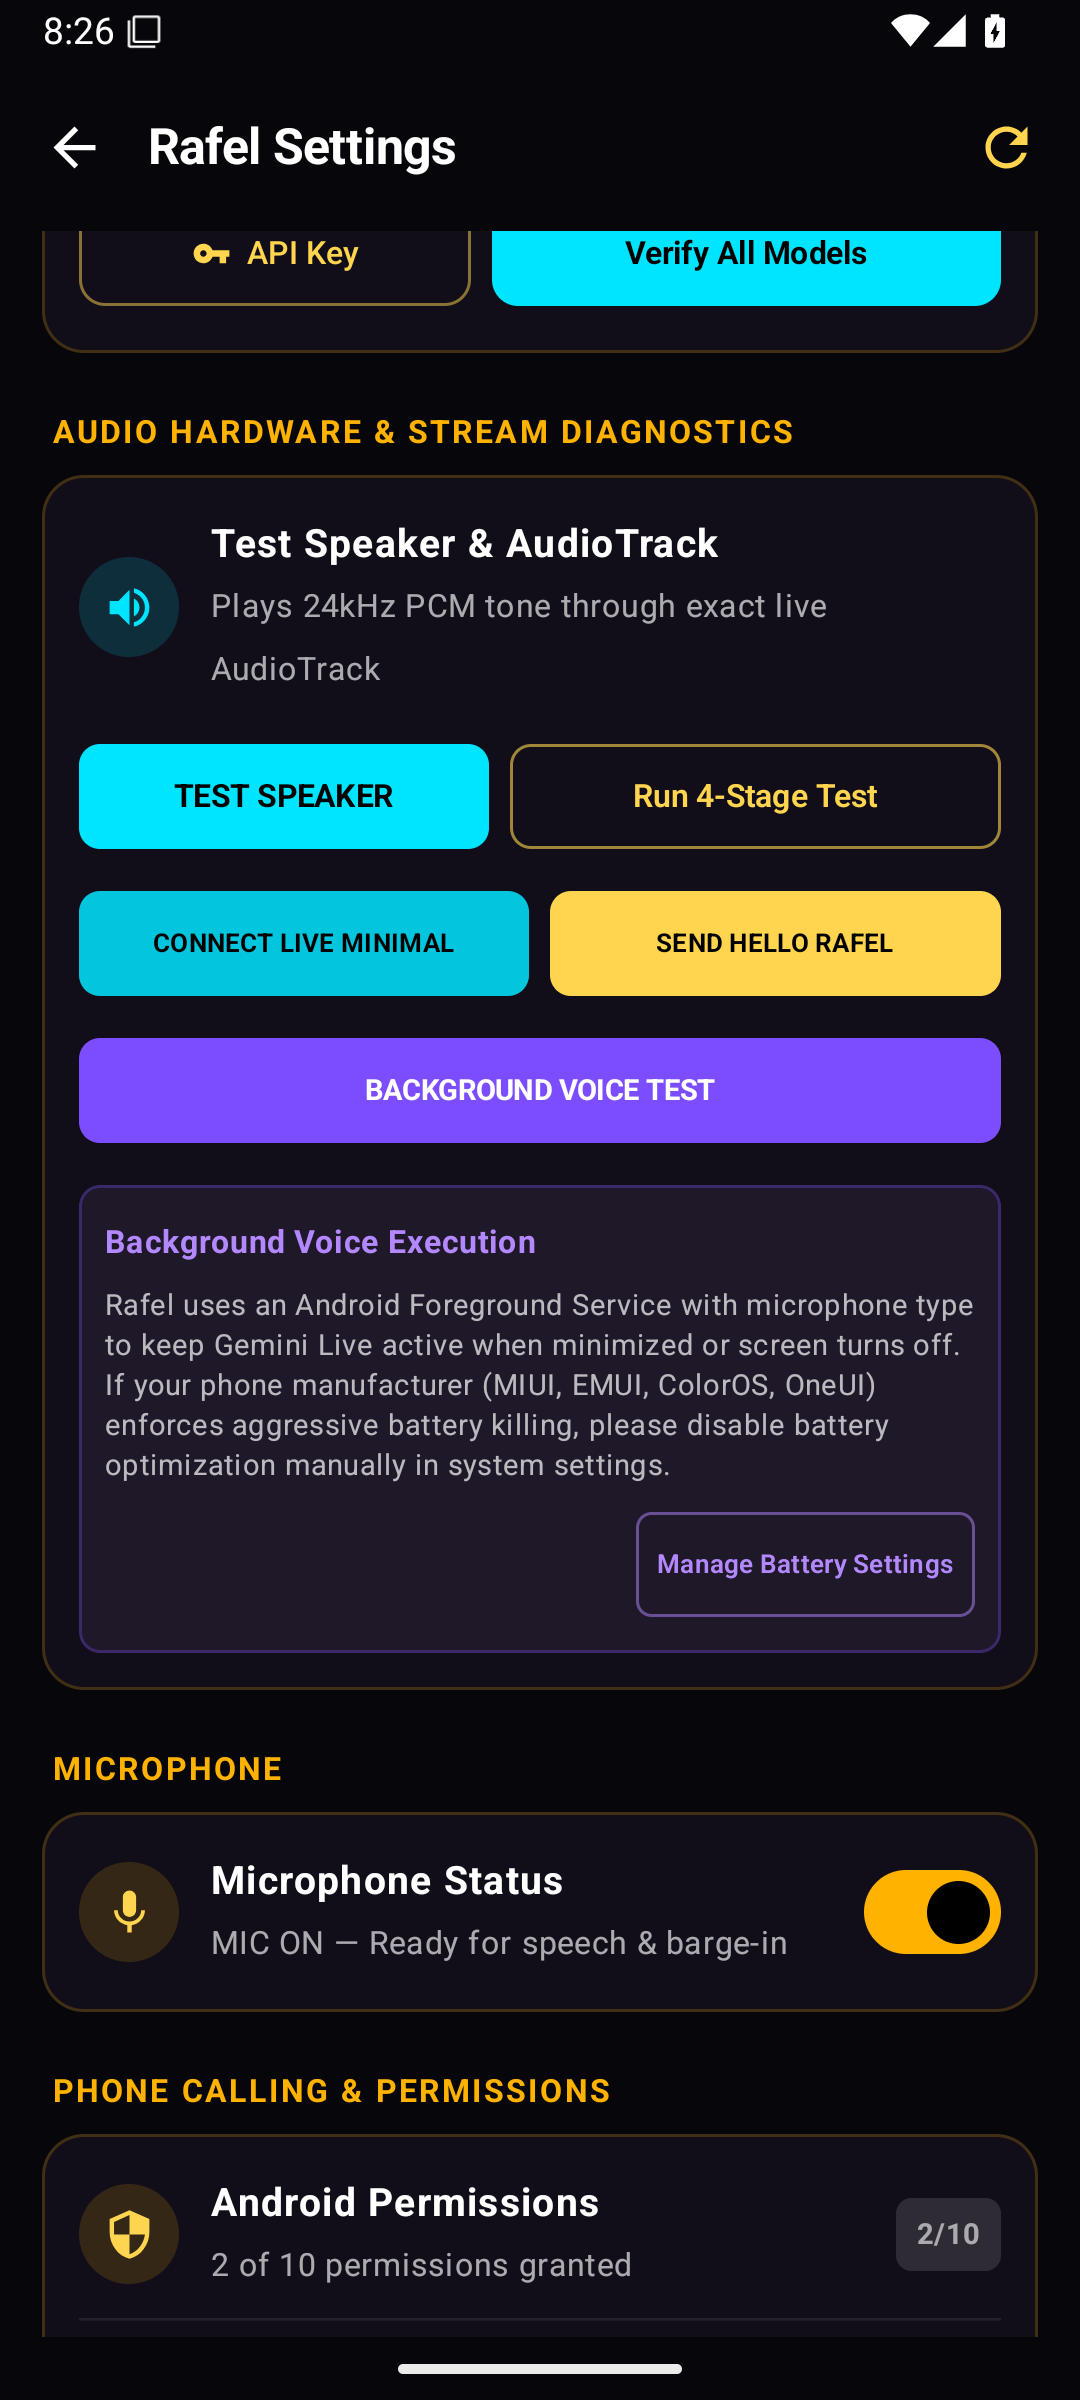 8:26
Rafel Settings
API Key
Verify All Models
AUDIO HARDWARE & STREAM DIAGNOSTICS
Test Speaker & AudioTrack
Plays 24kHz PCM tone through exact live
AudioTrack
TEST SPEAKER
Run 4-Stage Test
CONNECT LIVE MINIMAL
SEND HELLO RAFEL
BACKGROUND VOICE TEST
Background Voice Execution
Rafel uses an Android Foreground Service with microphone type
to keep Gemini Live active when minimized or screen turns off.
If your phone manufacturer (MIUI, EMUI, ColorOS, OneUI)
enforces aggressive battery killing, please disable battery
optimization manually in system settings.
Manage Battery Settings
MICROPHONE
Microphone Status
MIC ON — Ready for speech & barge-in
PHONE CALLING & PERMISSIONS
Android Permissions
2 of 10 permissions granted
2/10